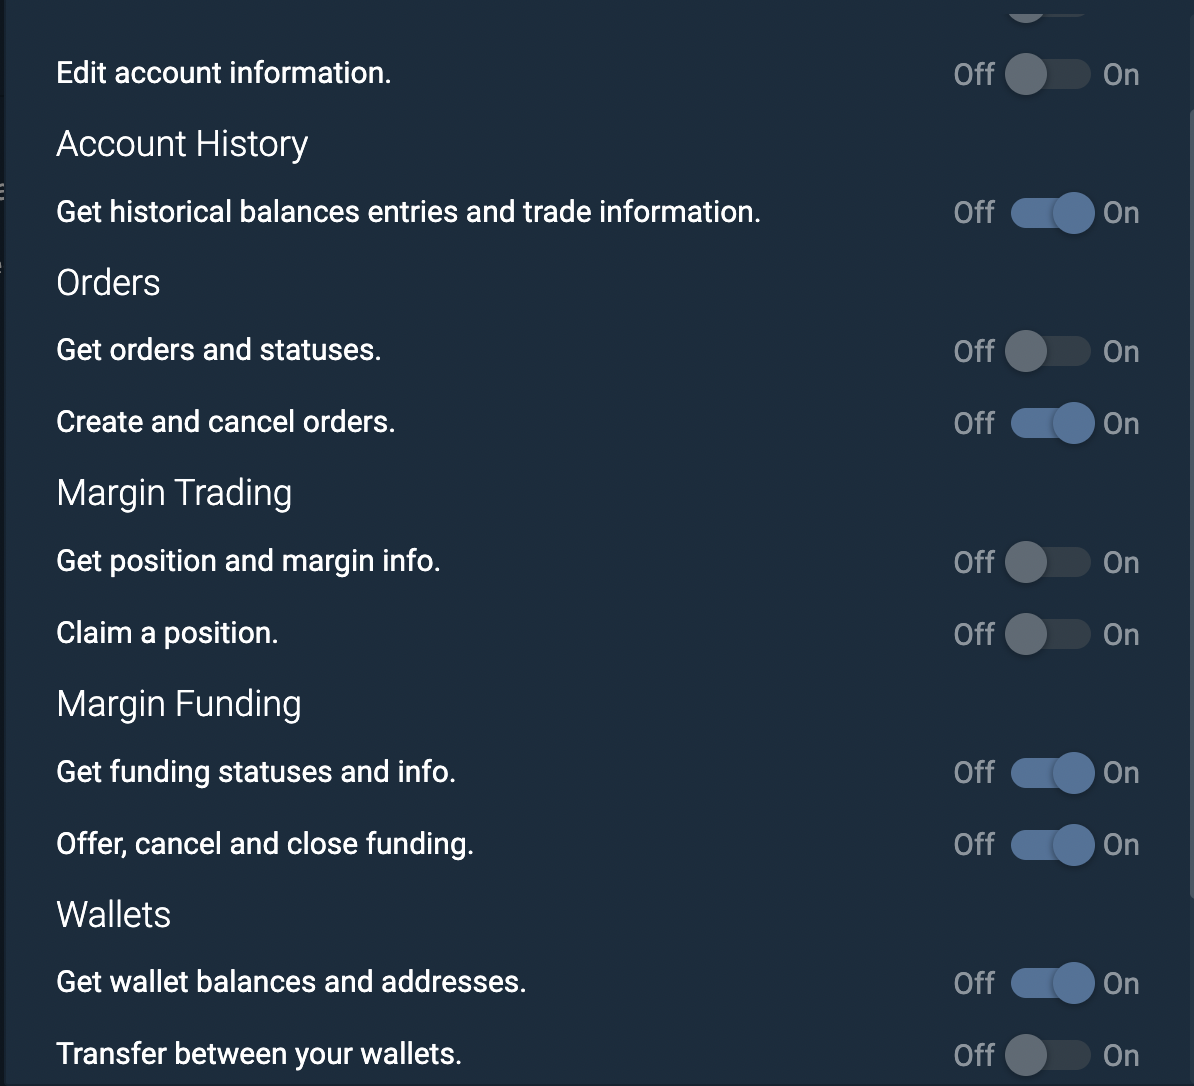 Edit account information. Off On
Account History
Get historical balances entries and trade information. Off On
Orders
Get orders and statuses. Off On
Create and cancel orders. Off On
Margin Trading
Get position and margin info. Off On
Claim a position. Off On
Margin Funding
Get funding statuses and info. Off On
Offer, cancel and close funding. Off On
Wallets
Get wallet balances and addresses. Off On
Transfer between your wallets. Off On